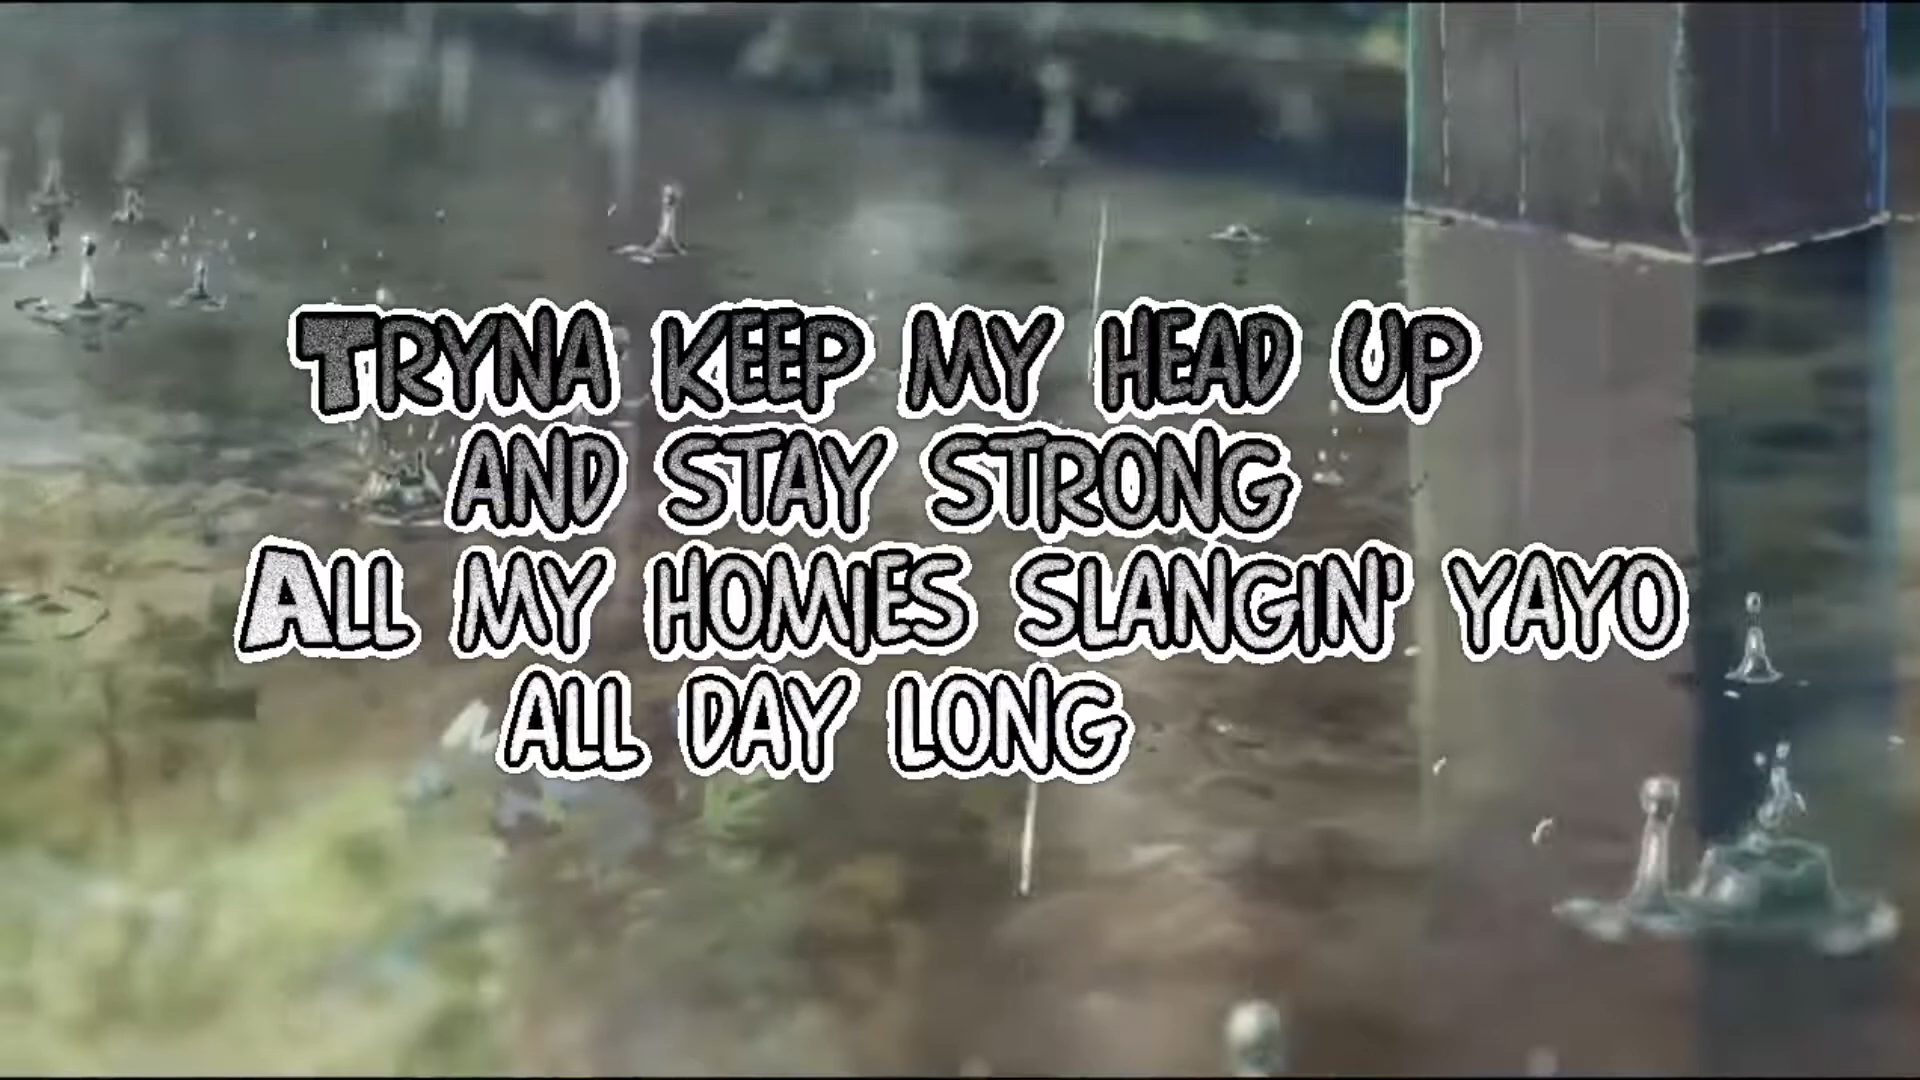 Tryna keep my head up
and stay strong
All my homies slangin' yayo
all day long